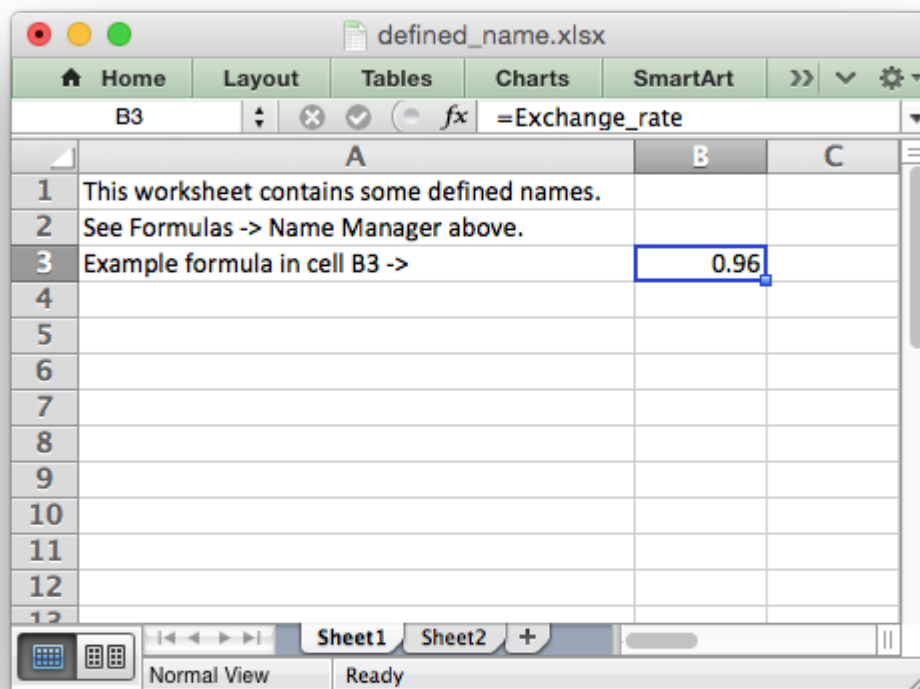 defined_name.xlsx
Home Layout Tables Charts SmartArt
B3 fx =Exchange_rate
A B C
1 This worksheet contains some defined names.
2 See Formulas -> Name Manager above.
3 Example formula in cell B3 -> 0.96
4
5
6
7
8
9
10
11
12
13
Sheet1 Sheet2 +
Normal View Ready